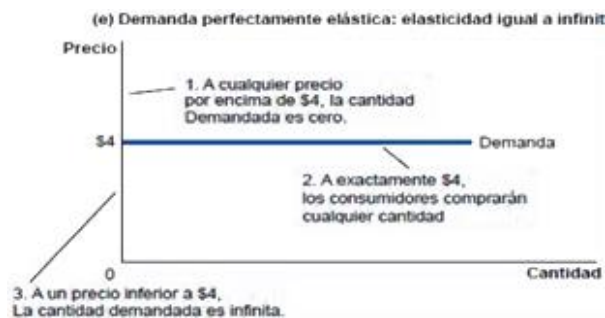 (e) Demanda perfectamente elástica: elasticidad igual a infinit
Precio
1. A cualquier precio
por encima de $4, la cantidad
Demandada es cero.
$4
Demanda
2. A exactamente $4,
los consumidores comprarán
cualquier cantidad
0
Cantidad
3. A un precio inferior a $4,
La cantidad demandada es infinita.